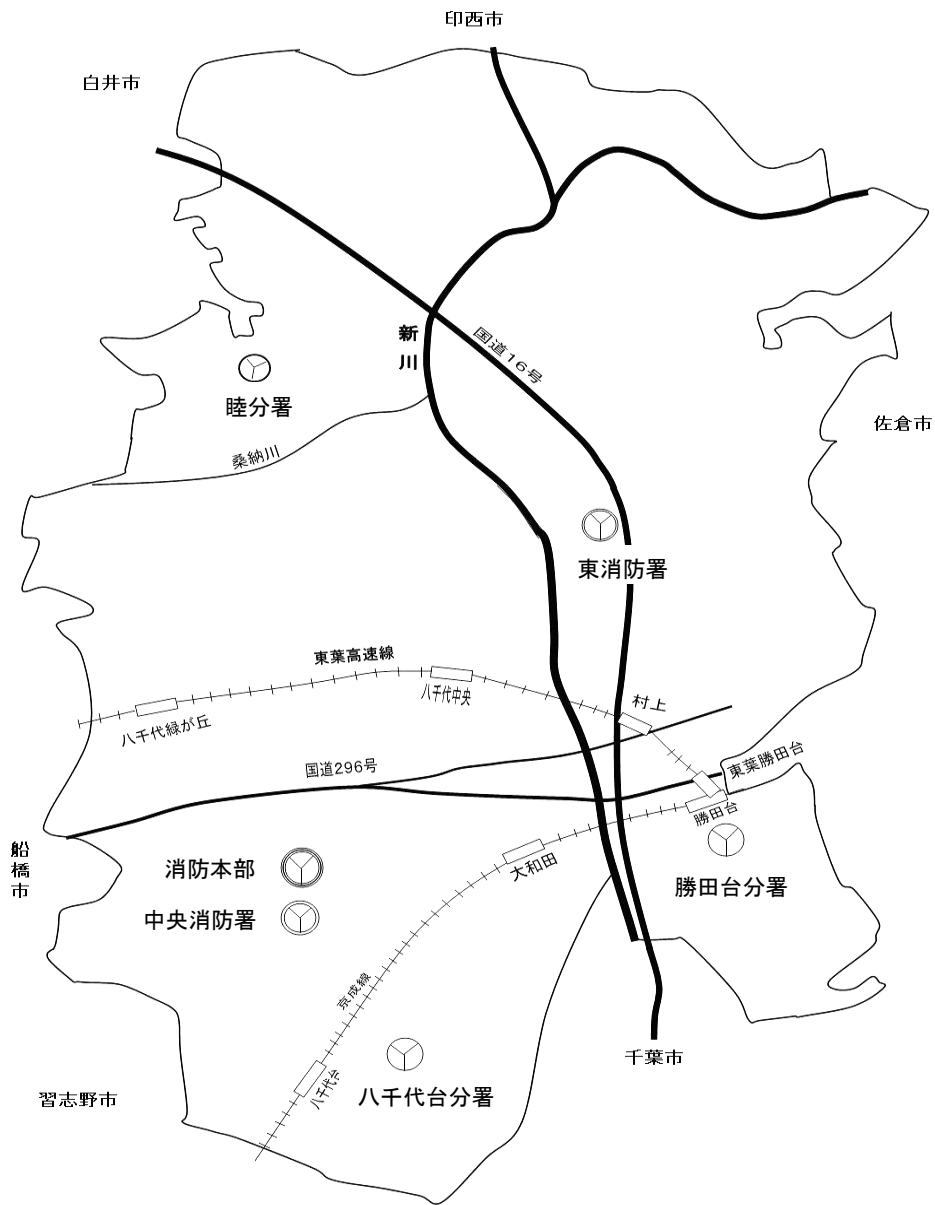 印西市
白井市
新川
国道16号
睦分署
佐倉市
桑納川
東消防署
東葉高速線
八千代中央
村上
八千代緑が丘
東葉勝田台
国道296号
勝田台
船橋市
大和田
消防本部
勝田台分署
中央消防署
京成線
千葉市
八千代台
八千代台分署
習志野市